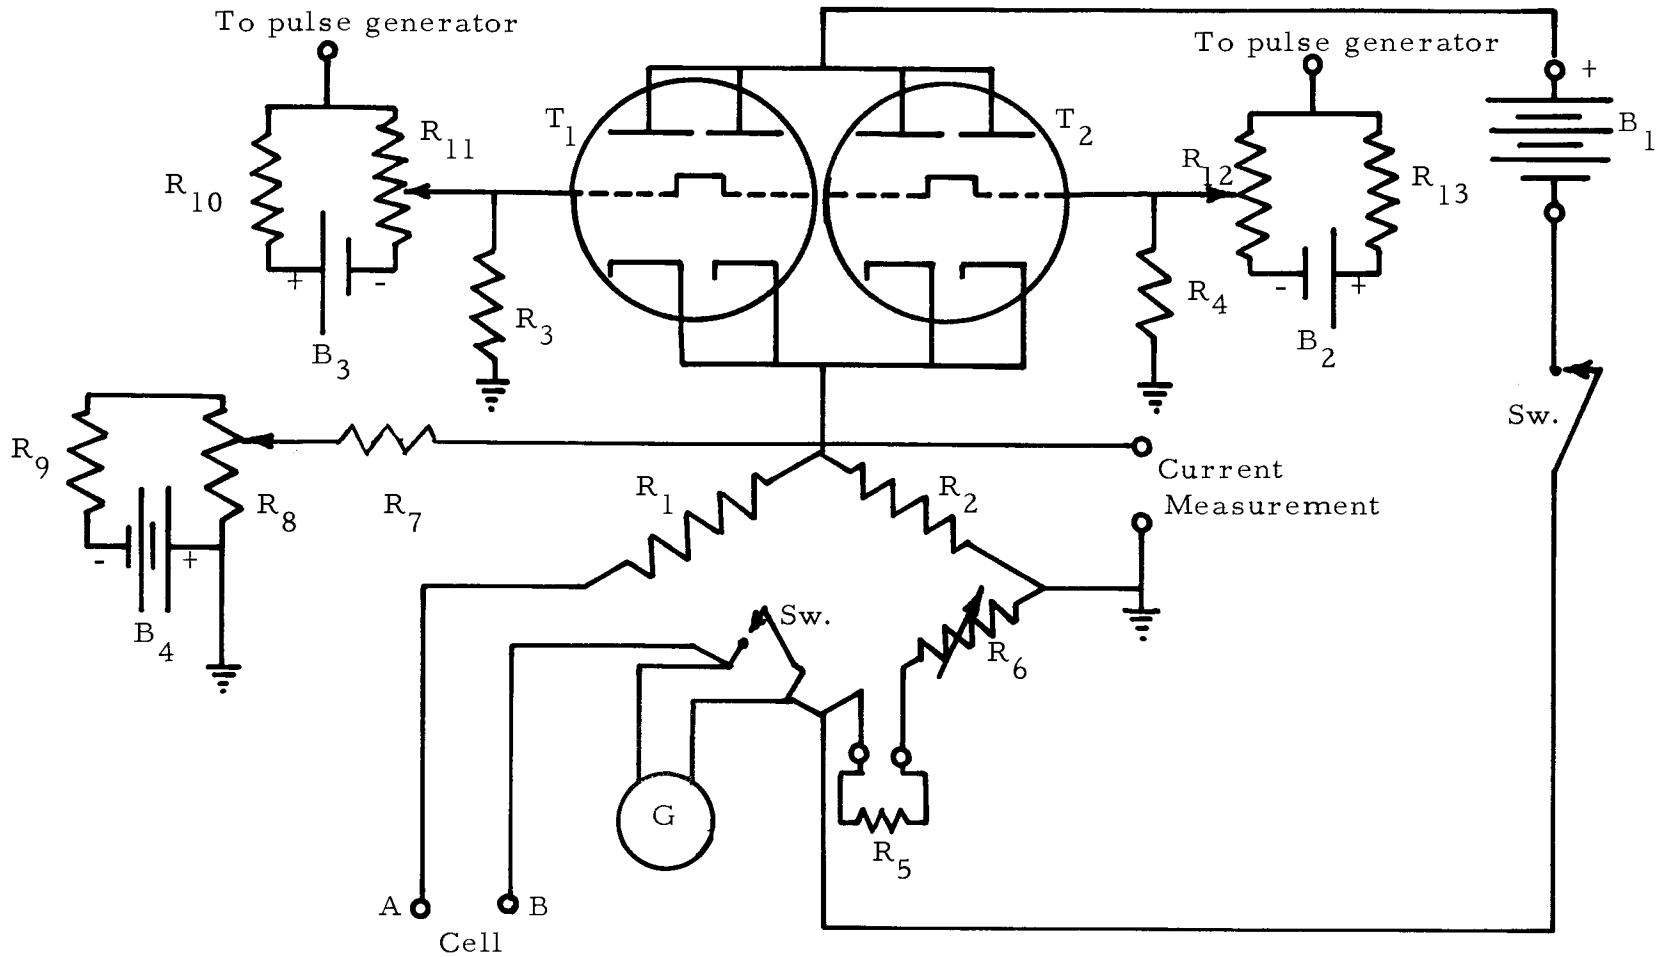 To pulse generator
To pulse generator
+
T1
T2
B1
R11
R12
R10
R13
+ -
- +
R3
R4
B3
B2
Sw.
R9
R8
R7
R1
R2
Current
Measurement
- +
B4
Sw.
R6
G
R5
A B
Cell